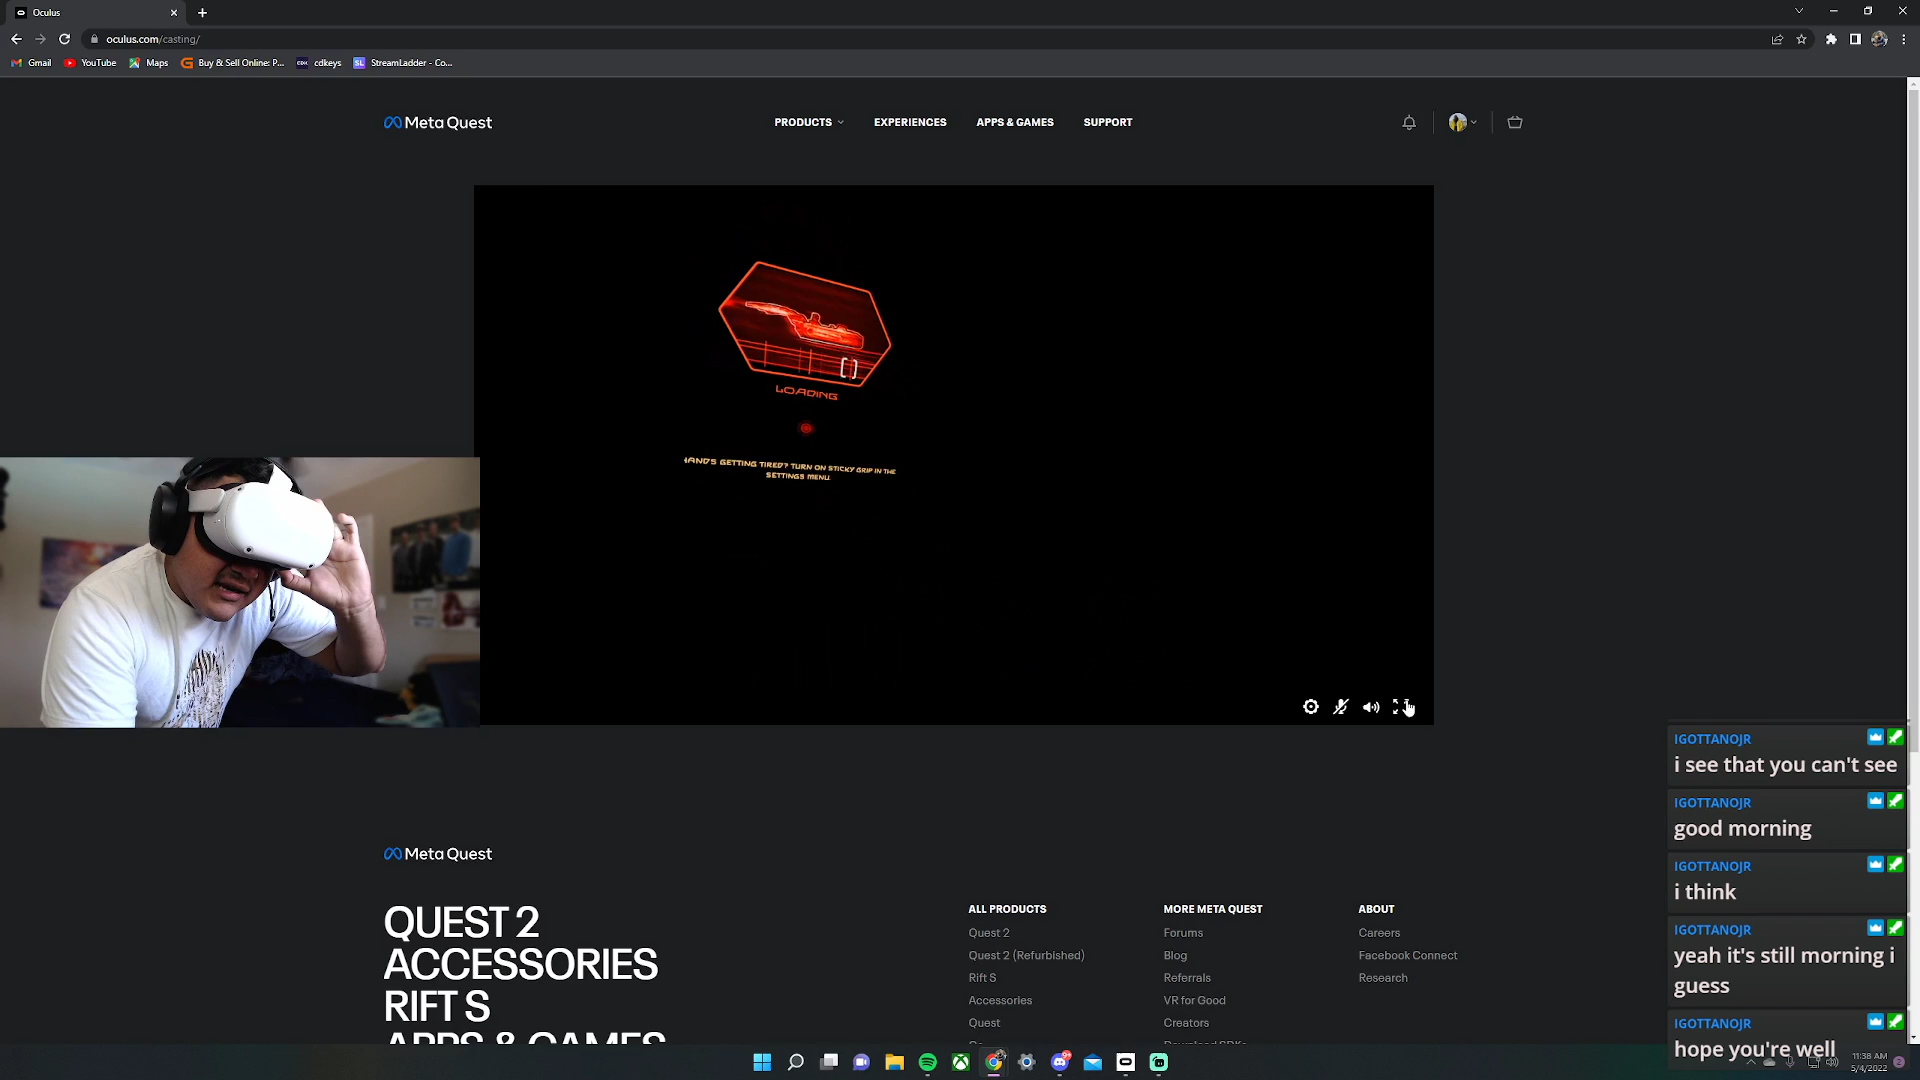 Oculus
oculus.com/casting/
Gmail
YouTube
Maps
Buy & Sell Online: P...
cdkeys
StreamLadder - Co...
Meta Quest
PRODUCTS
EXPERIENCES
APPS & GAMES
SUPPORT
LOADING
HANDS GETTING TIRED? TURN ON STICKY GRIP IN THE
SETTINGS MENU.
IGOTTANOJR
i see that you can't see
IGOTTANOJR
good morning
IGOTTANOJR
i think
IGOTTANOJR
yeah it's still morning i
guess
IGOTTANOJR
hope you're well
Meta Quest
QUEST 2
ACCESSORIES
RIFT S
APPS & GAMES
ALL PRODUCTS
Quest 2
Quest 2 (Refurbished)
Rift S
Accessories
Quest
MORE META QUEST
Forums
Blog
Referrals
VR for Good
Creators
Download SDKs
ABOUT
Careers
Facebook Connect
Research
11:38 AM
5/4/2022